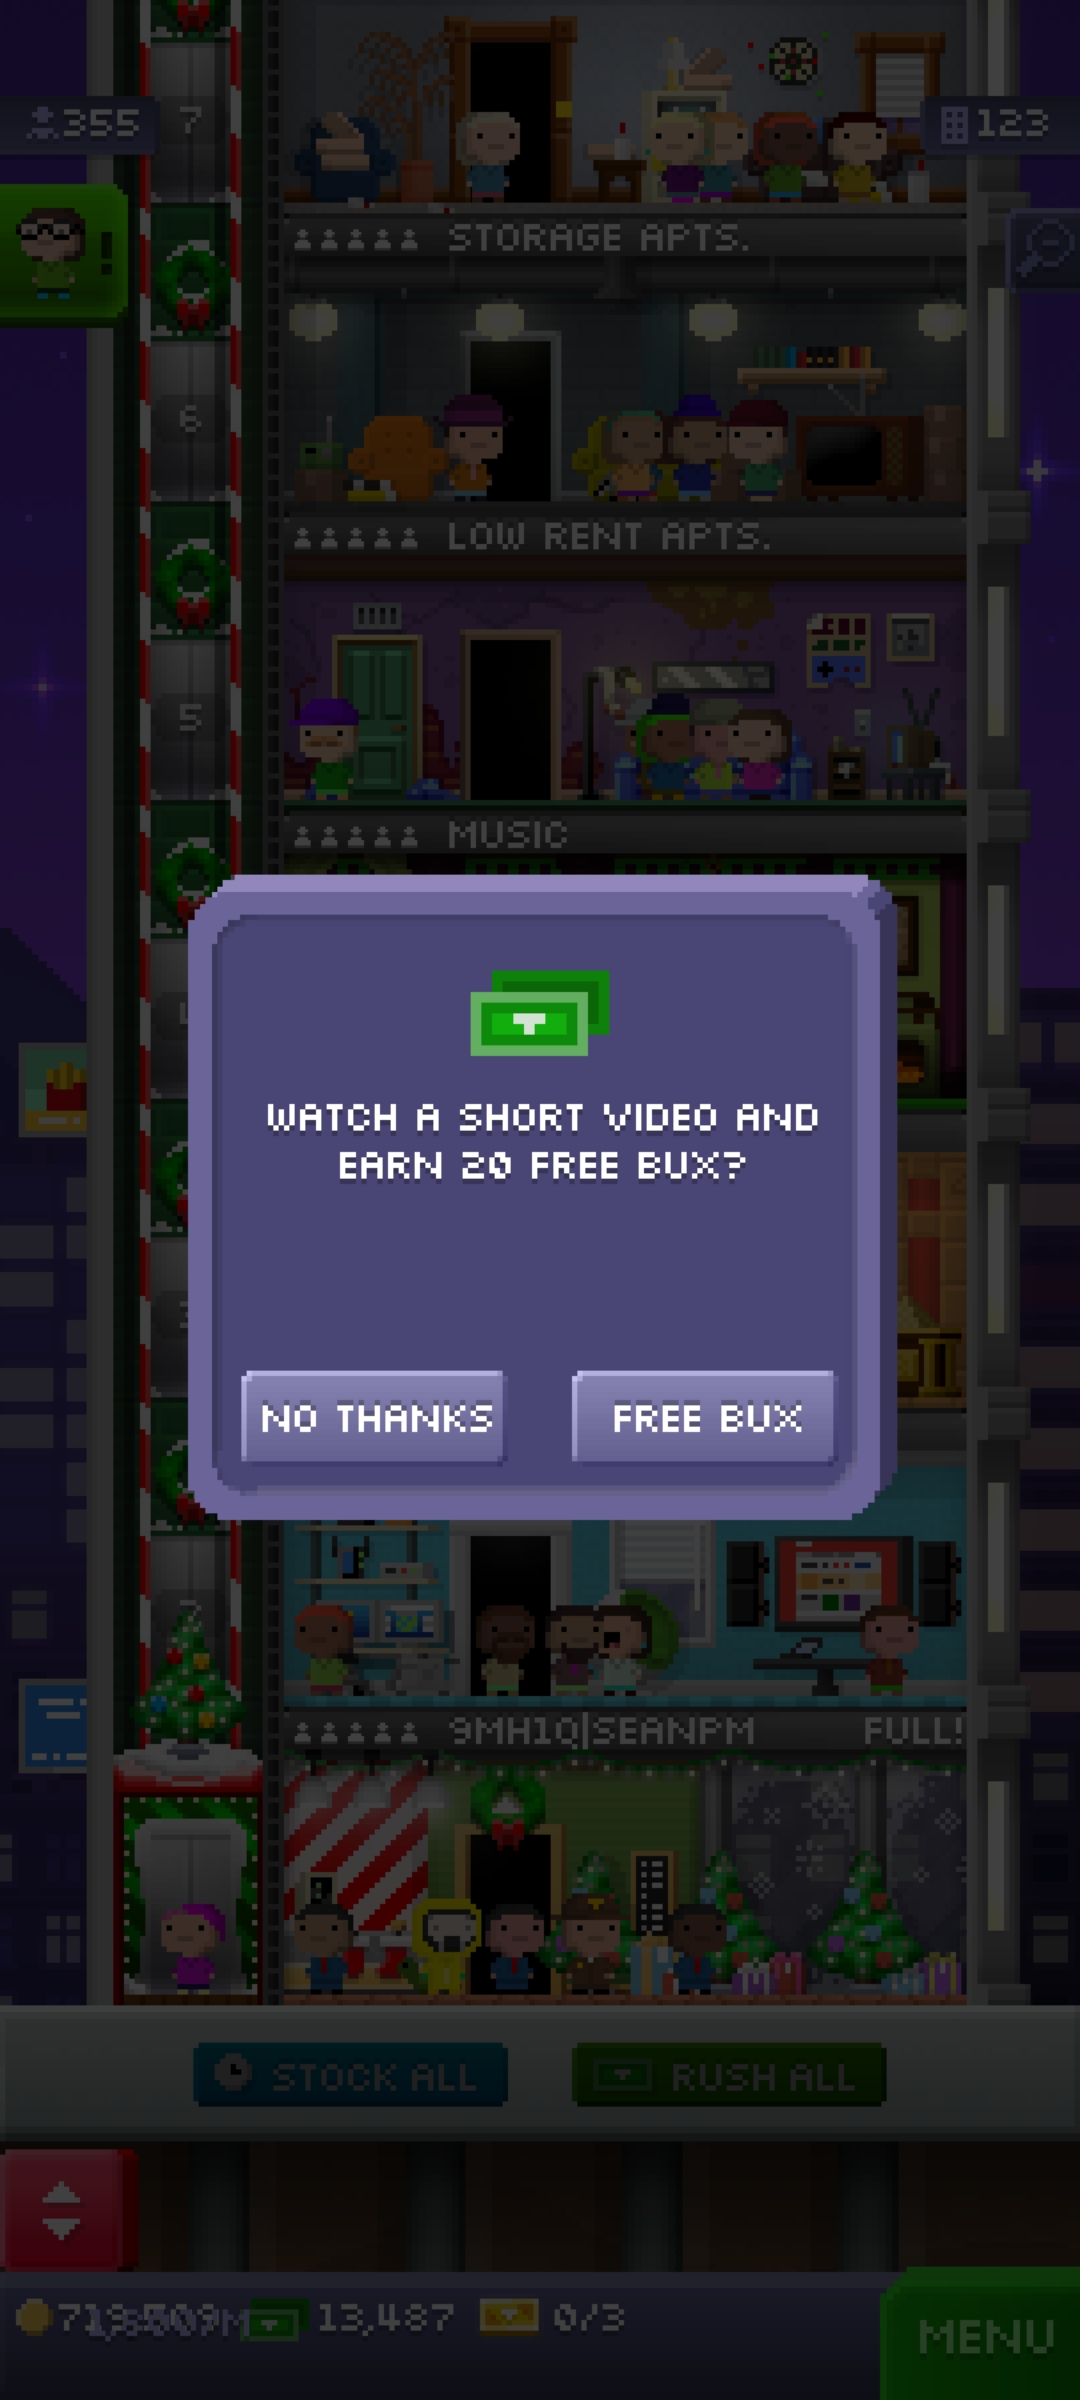 7
355
123
STORAGE APTS.
6
LOW RENT APTS.
5
MUSIC
WATCH A SHORT VIDEO AND
EARN 20 FREE BUX?
NO THANKS
FREE BUX
9MH1Q|SEANPM FULL!
STOCK ALL
RUSH ALL
13,487
0/3
MENU